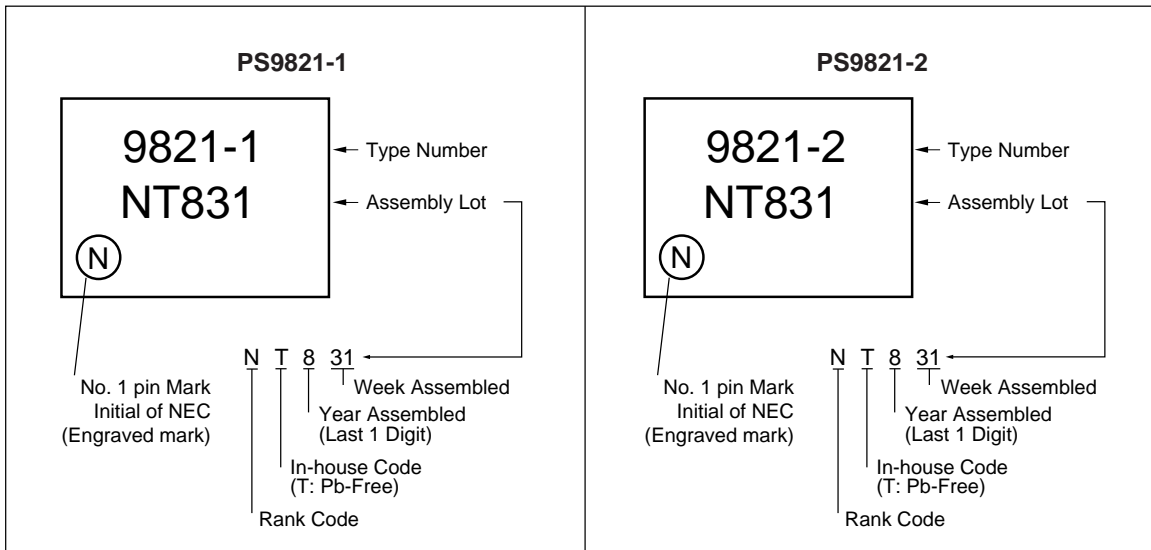 PS9821-1
9821-1
NT831
N
Type Number
Assembly Lot
N T 8 31
No. 1 pin Mark
Initial of NEC
(Engraved mark)
Week Assembled
Year Assembled
(Last 1 Digit)
In-house Code
(T: Pb-Free)
Rank Code
PS9821-2
9821-2
NT831
N
Type Number
Assembly Lot
N T 8 31
No. 1 pin Mark
Initial of NEC
(Engraved mark)
Week Assembled
Year Assembled
(Last 1 Digit)
In-house Code
(T: Pb-Free)
Rank Code